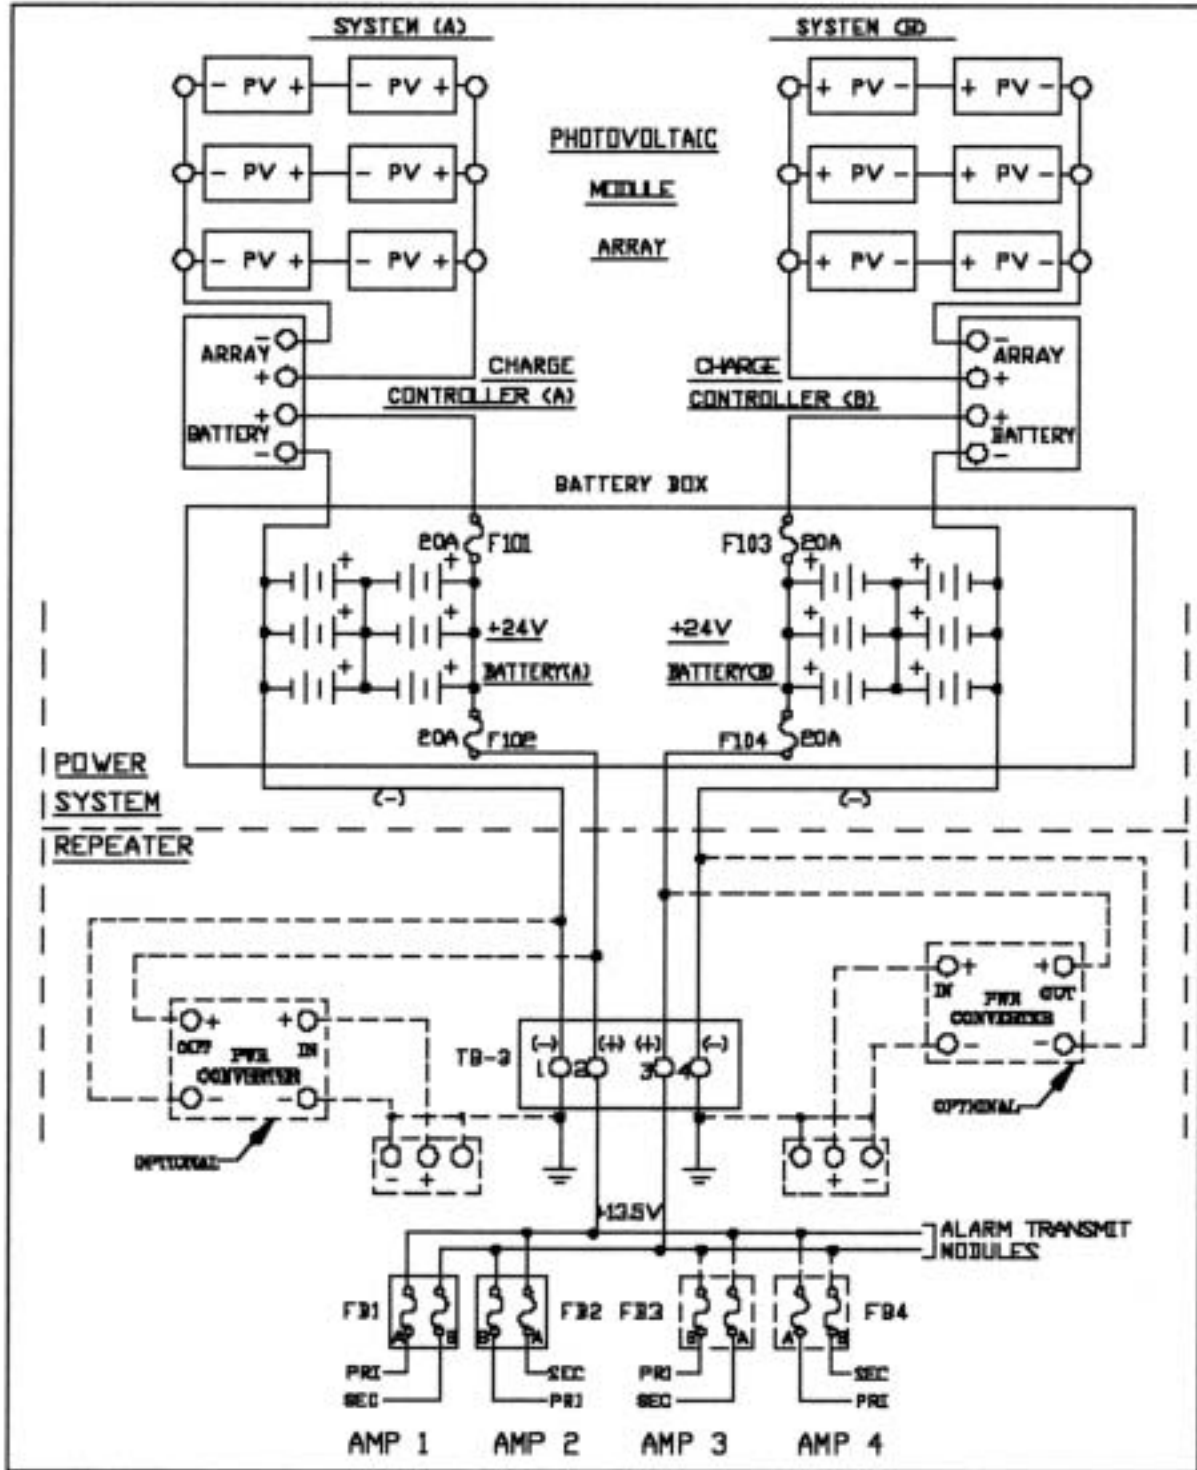 SYSTEM (A) SYSTEM (B)
- PV + - PV + + PV - + PV -
PHOTOVOLTAIC
- PV + - PV + MODULE + PV - + PV -
ARRAY
- PV + - PV + + PV - + PV -
- -
ARRAY ARRAY
+ CHARGE CHARGE +
CONTROLLER (A) CONTROLLER (B)
+ +
BATTERY BATTERY
- -
BATTERY BOX
20A F101 F103 20A
+ + + +
+ + +24V +24V + +
+ + BATTERY(A) BATTERY(B) + +
20A F102 F104 20A
POWER
SYSTEM (-) (-)
REPEATER
+ +
IN PWR OUT
CONVERTER
- -
+ +
OUT PWR IN
CONVERTER
- -
(-) (+) (+) (-)
TB-3 1 2 3 4
OPTIONAL
OPTIONAL
- + + -
+13.5V
ALARM TRANSMIT
MODULES
FB1 FB2 FB3 FB4
A B B A B A A B
PRI SEC PRI SEC
SEC PRI SEC PRI
AMP 1 AMP 2 AMP 3 AMP 4